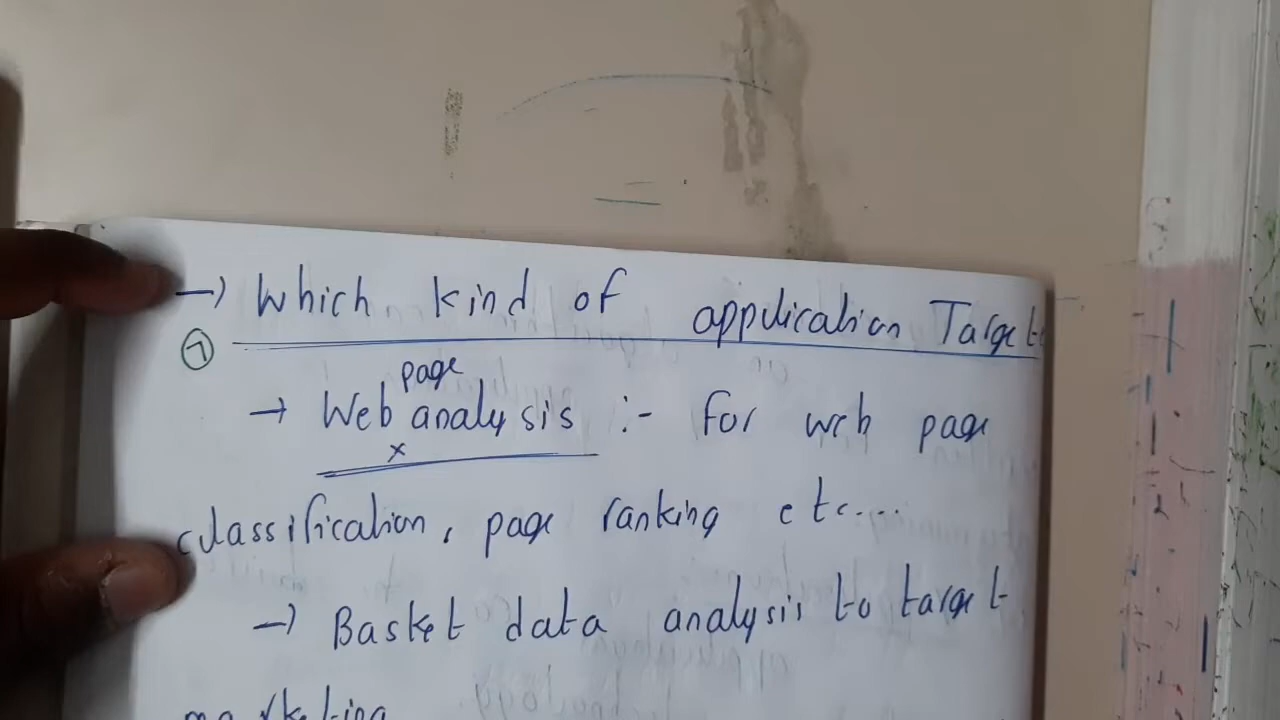 → Which kind of application Target
7
page
→ Web analysis :- for web page
x
classification, page ranking etc....
→ Basket data analysis to target
marketing